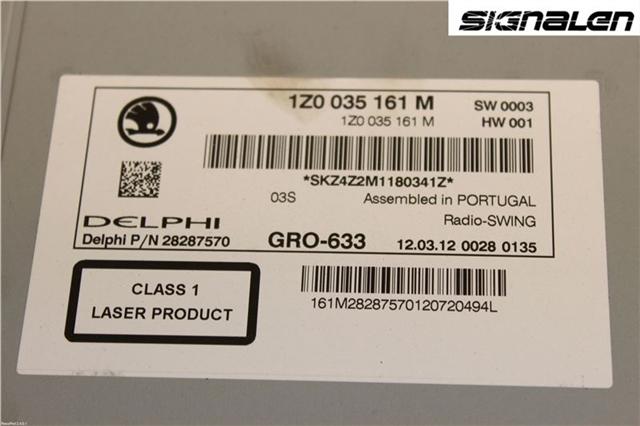 SIGNALEN
1Z0 035 161 M SW 0003
1Z0 035 161 M HW 001
*SKZ4Z2M1180341Z*
03S Assembled in PORTUGAL
Radio-SWING
DELPHI
Delphi P/N 28287570 GRO-633 12.03.12 0028 0135
CLASS 1
LASER PRODUCT
161M28287570120720494L